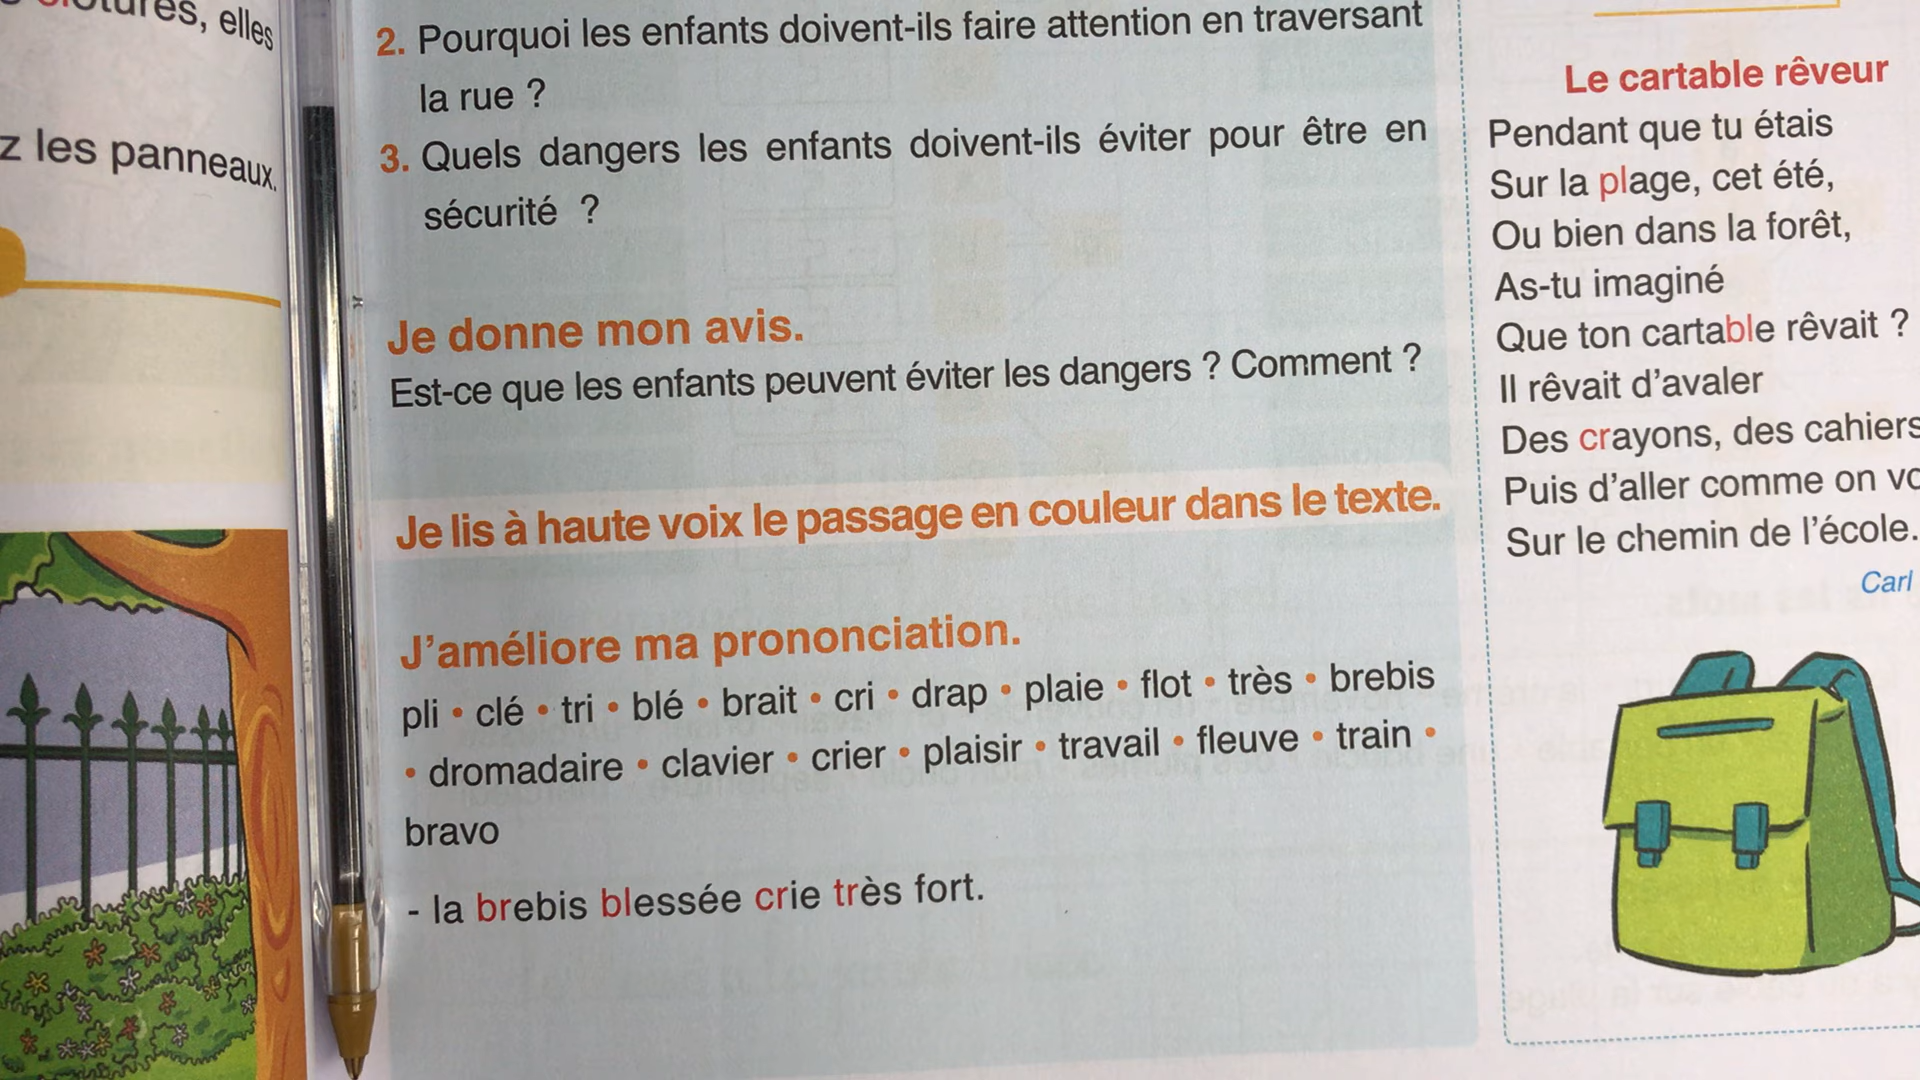 elles
z les panneaux.
2. Pourquoi les enfants doivent-ils faire attention en traversant
la rue ?
3. Quels dangers les enfants doivent-ils éviter pour être en
sécurité ?
Je donne mon avis.
Est-ce que les enfants peuvent éviter les dangers ? Comment ?
Je lis à haute voix le passage en couleur dans le texte.
J'améliore ma prononciation.
pli • clé • tri • blé • brait • cri • drap • plaie • flot • très • brebis
• dromadaire • clavier • crier • plaisir • travail • fleuve • train •
bravo
- la brebis blessée crie très fort.
Le cartable rêveur
Pendant que tu étais
Sur la plage, cet été,
Ou bien dans la forêt,
As-tu imaginé
Que ton cartable rêvait ?
Il rêvait d'avaler
Des crayons, des cahiers
Puis d'aller comme on vo
Sur le chemin de l'école.
Carl